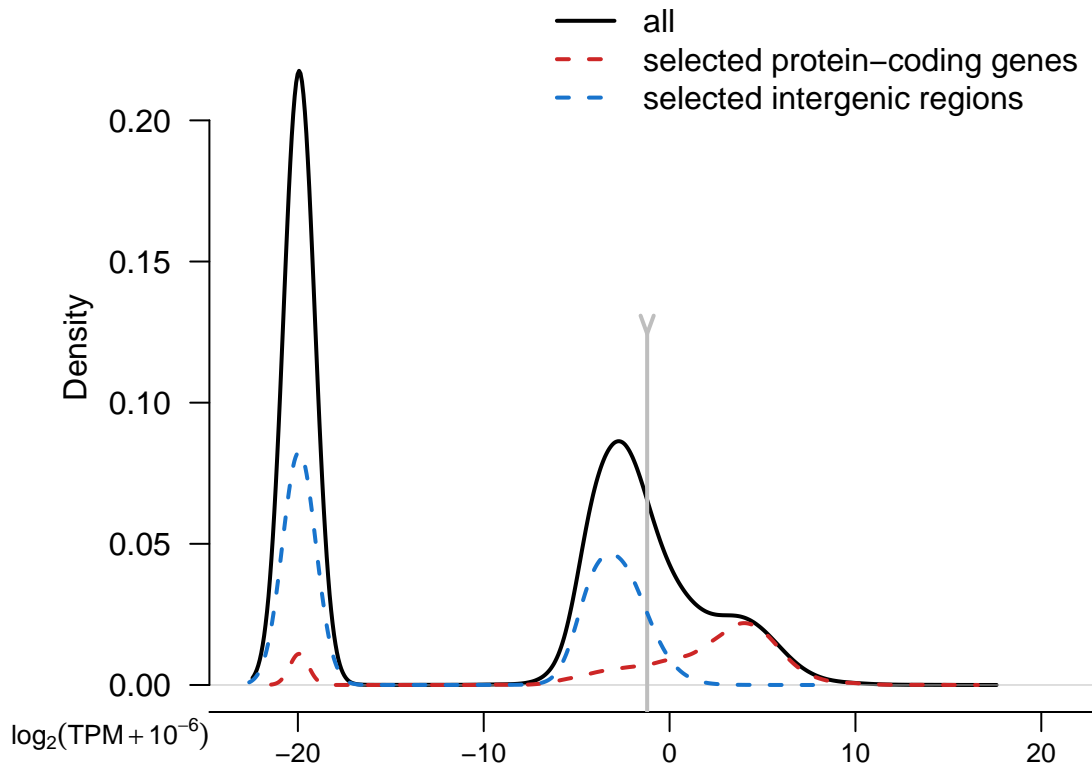 all
selected protein−coding genes
selected intergenic regions
Density
0.20
0.15
0.10
0.05
0.00
log₂(TPM + 10⁻⁶)
−20
−10
0
10
20